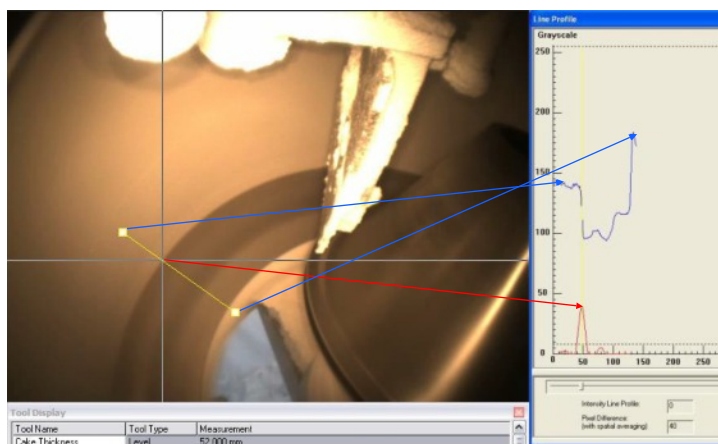 Line Profile
Grayscale
250
200
150
100
50
0
0 50 100 150 200 250
Intensity Line Profile: 0
Pixel Difference:
(with spatial averaging) 40
Tool Display
Tool Name Tool Type Measurement
Cake Thickness Level 52.000 mm